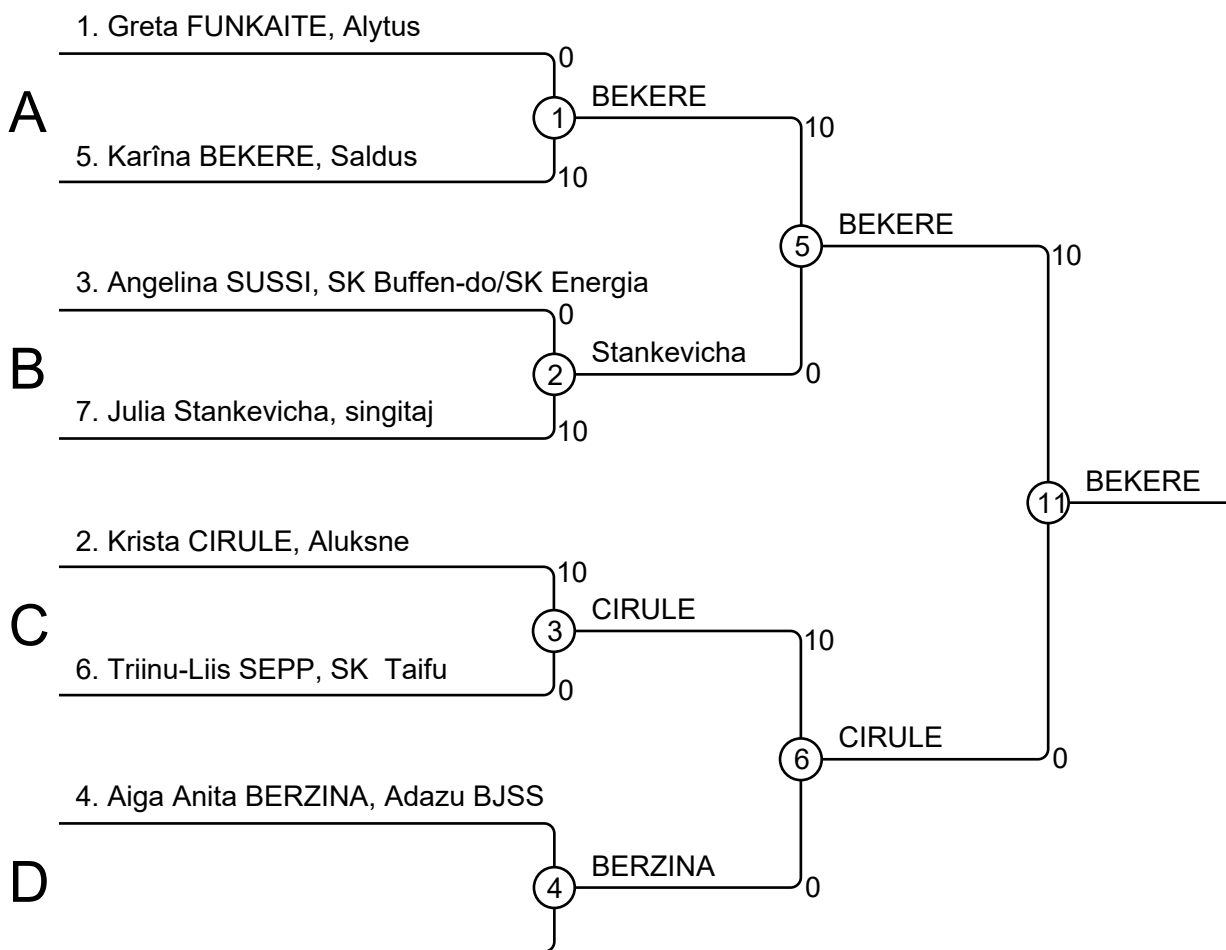 1. Greta FUNKAITE, Alytus
0
A
1
BEKERE
10
5. Karîna BEKERE, Saldus
10
5
BEKERE
10
3. Angelina SUSSI, SK Buffen-do/SK Energia
0
B
2
Stankevicha
0
7. Julia Stankevicha, singitaj
10
11
BEKERE
2. Krista CIRULE, Aluksne
10
C
3
CIRULE
10
6. Triinu-Liis SEPP, SK Taifu
0
6
CIRULE
0
4. Aiga Anita BERZINA, Adazu BJSS
D
4
BERZINA
0